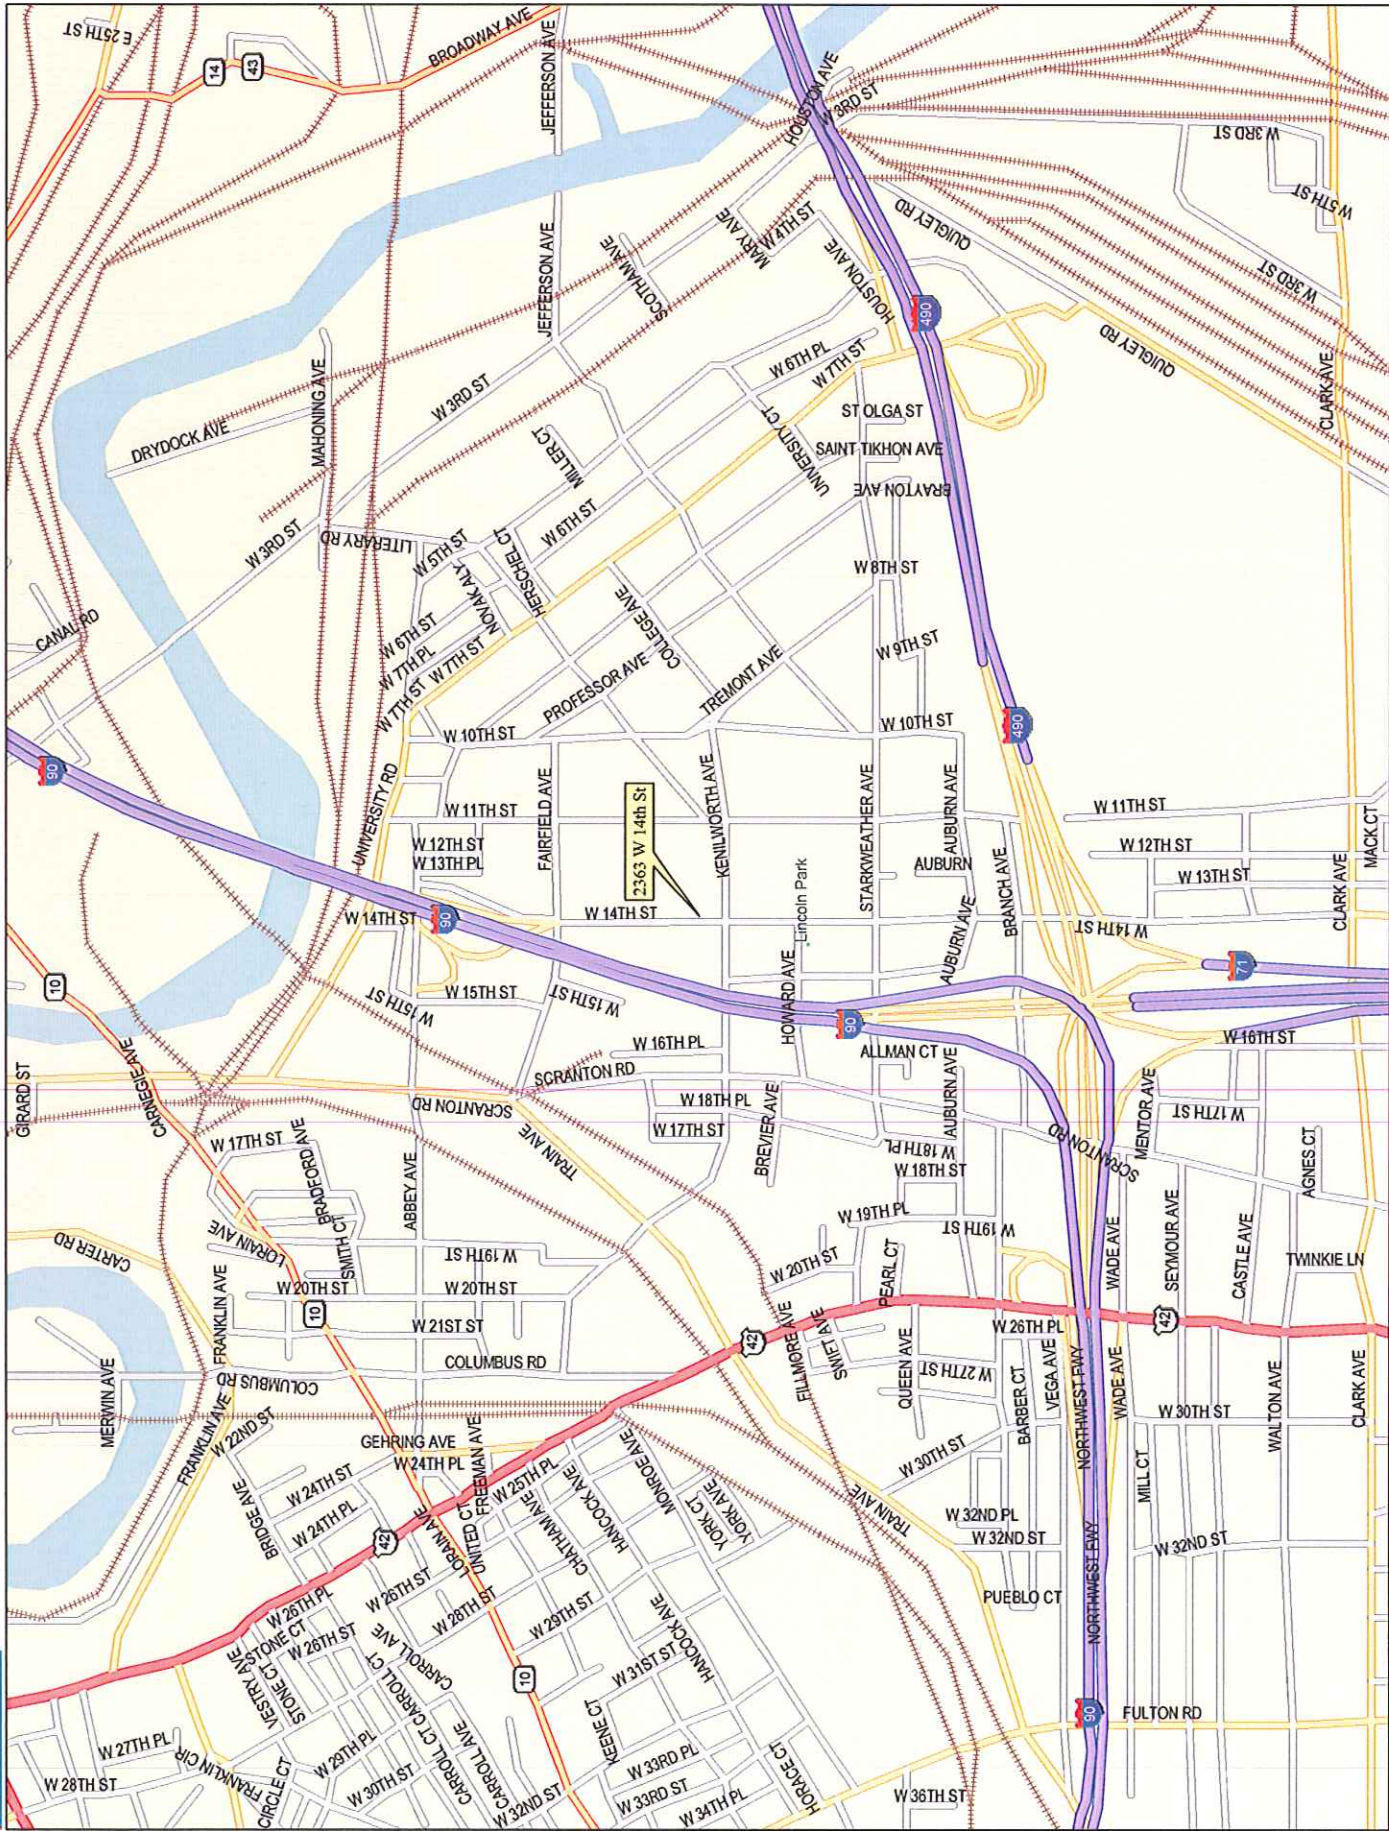 E 25TH ST
14
43
BROADWAY AVE
JEFFERSON AVE
HOUSTON AVE
W 3RD ST
W 3RD ST
W 5TH ST
CLARK AVE
W 3RD ST
QUIGLEY RD
QUIGLEY RD
MARY AVE
W 4TH ST
HOUSTON AVE
490
JEFFERSON AVE
SCOTHAM AVE
MAHONING AVE
DRYDOCK AVE
W 3RD ST
W 3RD ST
W 6TH PL
W 7TH ST
ST OLGA ST
SAINT TIKHON AVE
BRAYTON AVE
UNIVERSITY CT
MILLER CT
W 6TH ST
HERSCHEL CT
LITERARY RD
W 5TH ST
NOVAK ALY
W 6TH ST
W 7TH PL
W 7TH ST
W 7TH ST
CANAL RD
W 8TH ST
W 9TH ST
COLLEGE AVE
PROFESSOR AVE
TREMONT AVE
W 10TH ST
W 10TH ST
490
90
UNIVERSITY RD
FAIRFIELD AVE
W 11TH ST
W 12TH ST
W 13TH PL
2363 W 14th St
KENILWORTH AVE
STARKWEATHER AVE
AUBURN AVE
AUBURN
BRANCH AVE
W 11TH ST
W 12TH ST
W 13TH ST
MACK CT
CLARK AVE
W 14TH ST
90
W 14TH ST
Lincoln Park
AUBURN AVE
W 14TH ST
71
10
W 15TH ST
W 15TH ST
W 15TH ST
HOWARD AVE
90
W 16TH PL
ALLMAN CT
W 16TH ST
GIRARD ST
CARNEGIE AVE
SCRANTON RD
SCRANTON RD
W 18TH PL
W 17TH ST
BREVIER AVE
AUBURN AVE
W 18TH PL
W 18TH ST
SCRANTON RD
MENTOR AVE
W 17TH ST
AGNES CT
W 17TH ST
BRADFORD AVE
ABBEY AVE
TRAIN AVE
W 19TH PL
W 19TH ST
CARTER RD
LORAIN AVE
SMITH CT
W 19TH ST
W 20TH ST
W 20TH ST
W 20TH ST
PEARL CT
WADE AVE
SEYMOUR AVE
CASTLE AVE
TWINKIE LN
FRANKLIN AVE
10
W 21ST ST
42
FILLMORE AVE
SWIET AVE
QUEEN AVE
W 26TH PL
42
MERWIN AVE
COLUMBUS RD
COLUMBUS RD
W 27TH ST
BARBER CT
VEGA AVE
NORTHWEST FWY
WADE AVE
W 30TH ST
WALTON AVE
CLARK AVE
FRANKLIN AVE
W 22ND ST
GEHRING AVE
W 24TH PL
FREEMAN AVE
W 25TH PL
W 30TH ST
MILL CT
BRIDGE AVE
W 24TH ST
W 24TH PL
42
LORAIN AVE
UNITED CT
CHATHAM AVE
HANCOCK AVE
MONROE AVE
YORK CT
YORK AVE
TRAIN AVE
W 32ND PL
W 32ND ST
W 32ND ST
W 26TH PL
W 26TH ST
W 28TH ST
W 29TH ST
PUEBLO CT
NORTHWEST FWY
STONE CT
W 26TH ST
VESTRY AVE
STONE CT
CARROLL AVE
CARROLL CT
CARROLL AVE
10
W 31ST ST
HANCOCK AVE
90
FULTON RD
W 27TH PL
W 28TH ST
FRANKLIN CIR
CIRCLE CT
W 29TH PL
W 30TH ST
CARROLL CT
CARROLL AVE
W 32ND ST
KEENE CT
W 33RD PL
W 33RD ST
W 34TH PL
HORACE CT
W 36TH ST